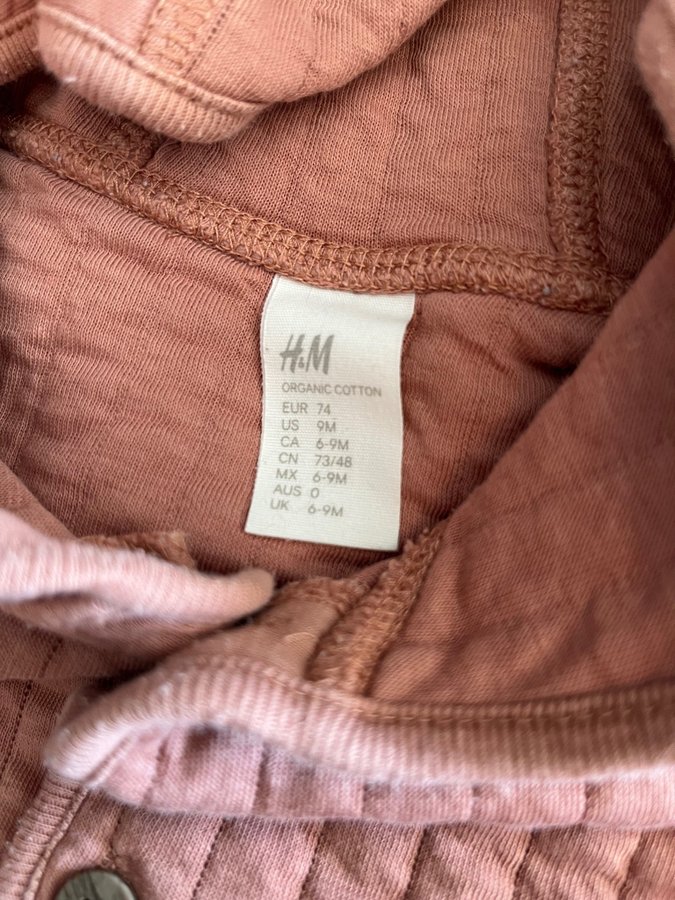 H&M
ORGANIC COTTON
EUR 74
US 9M
CA 6-9M
CN 73/48
MX 6-9M
AUS 0
UK 6-9M